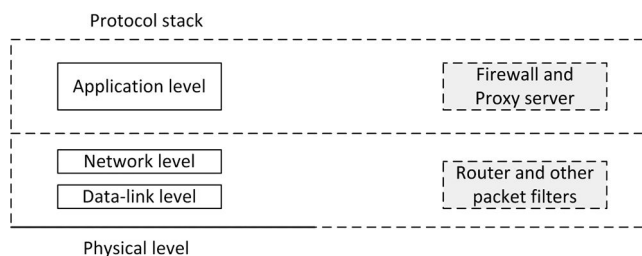 Protocol stack
Application level
Firewall and
Proxy server
Network level
Data-link level
Router and other
packet filters
Physical level